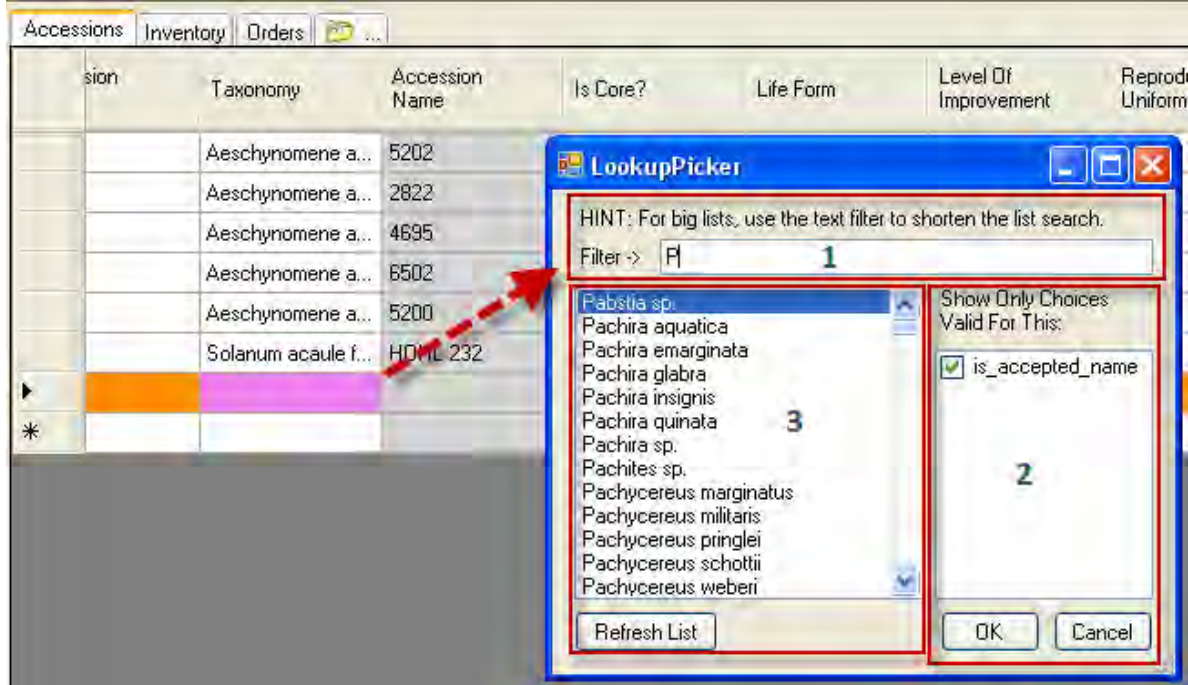 Accessions Inventory Orders ...
sion Taxonomy Accession Name Is Core? Life Form Level Of Improvement Reprodu Uniform
Aeschynomene a... 5202
Aeschynomene a... 2822
Aeschynomene a... 4695
Aeschynomene a... 6502
Aeschynomene a... 5200
Solanum acaule f... HOHL 232
LookupPicker
HINT: For big lists, use the text filter to shorten the list search.
Filter -> P 1
Pabstia sp.
Pachira aquatica
Pachira emarginata
Pachira glabra
Pachira insignis
Pachira quinata
Pachira sp.
Pachites sp.
Pachycereus marginatus
Pachycereus militaris
Pachycereus pringlei
Pachycereus schottii
Pachycereus weberi
3
Refresh List
Show Only Choices
Valid For This:
is_accepted_name
2
OK Cancel